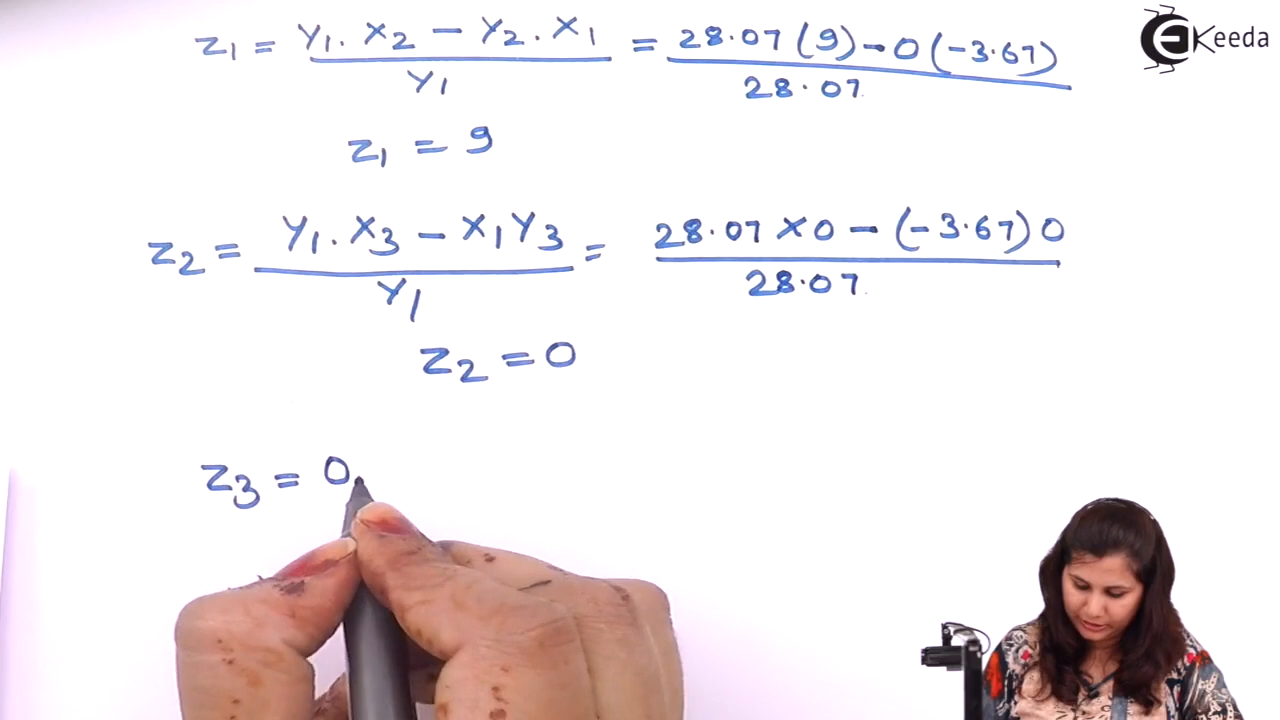 Keeda
z1 = y1. x2 - y2. x1 / y1 = 28.07(9) - 0(-3.67) / 28.07
z1 = 9
z2 = y1. x3 - x1 y3 / y1 = 28.07 × 0 - (-3.67) 0 / 28.07
z2 = 0
z3 = 0.